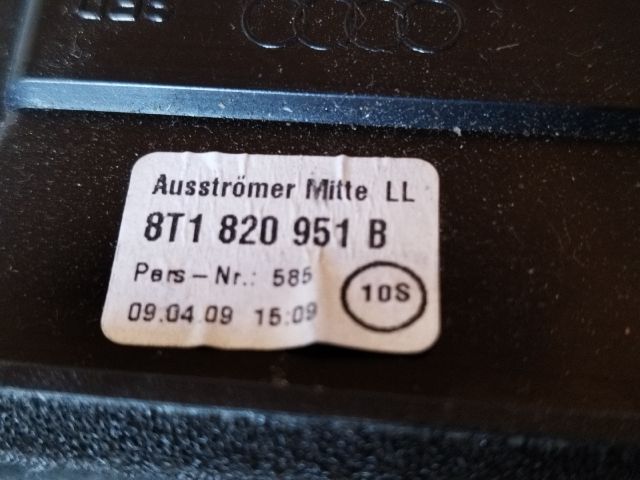 Ausströmer Mitte LL
8T1 820 951 B
Pers-Nr.: 585
10S
09.04.09 15:09